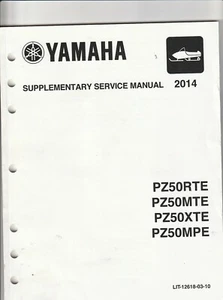 YAMAHA
SUPPLEMENTARY SERVICE MANUAL 2014
PZ50RTE
PZ50MTE
PZ50XTE
PZ50MPE
LIT-12618-03-10